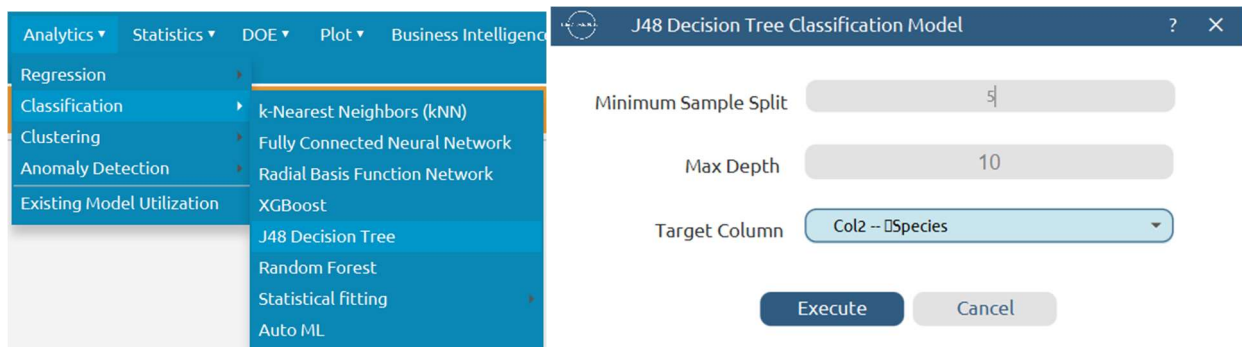 Analytics ▾ Statistics ▾ DOE ▾ Plot ▾ Business Intelligenc
Regression
Classification
Clustering
Anomaly Detection
Existing Model Utilization
k-Nearest Neighbors (kNN)
Fully Connected Neural Network
Radial Basis Function Network
XGBoost
J48 Decision Tree
Random Forest
Statistical fitting
Auto ML
J48 Decision Tree Classification Model ? ✕
Minimum Sample Split 5
Max Depth 10
Target Column Col2 -- ▯Species
Execute Cancel